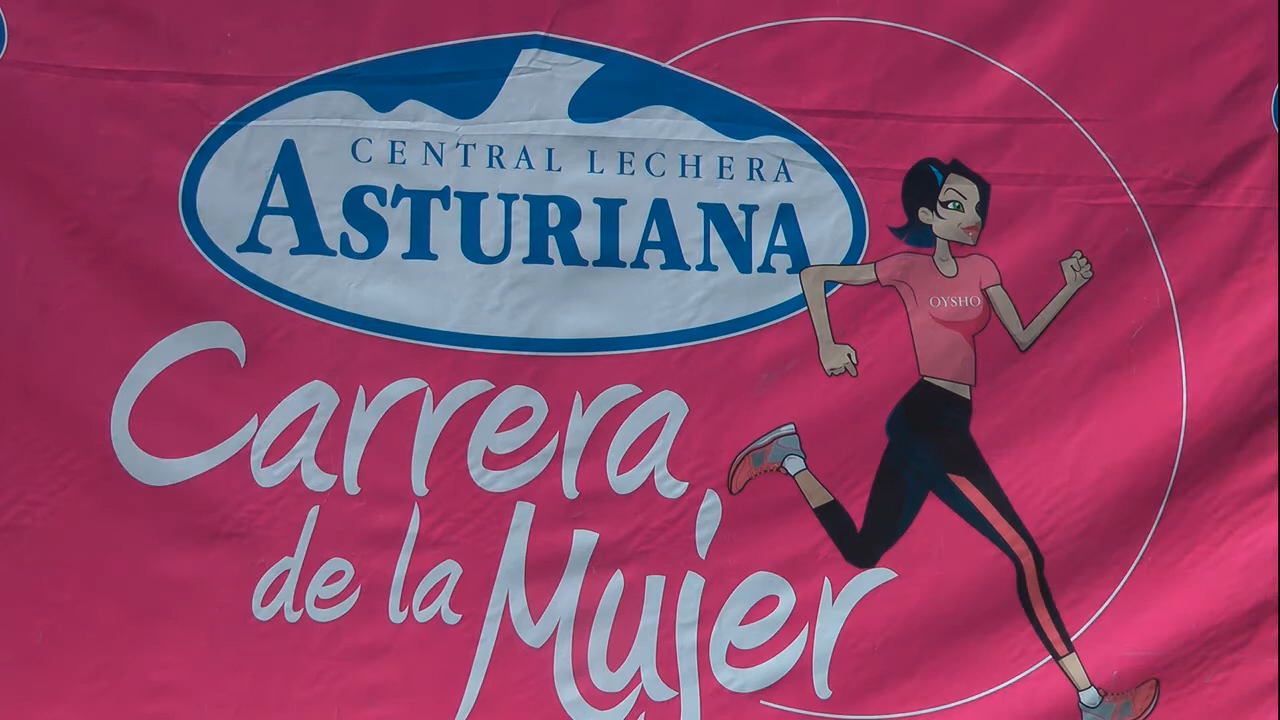 CENTRAL LECHERA
ASTURIANA
OYSHO
Carrera
de la Mujer